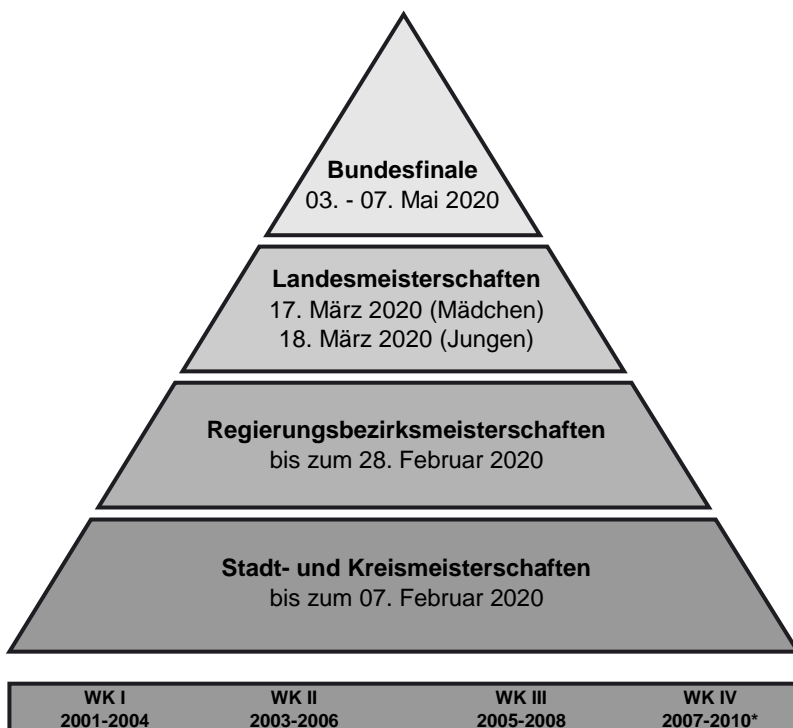 Bundesfinale
03. - 07. Mai 2020
Landesmeisterschaften
17. März 2020 (Mädchen)
18. März 2020 (Jungen)
Regierungsbezirksmeisterschaften
bis zum 28. Februar 2020
Stadt- und Kreismeisterschaften
bis zum 07. Februar 2020
WK I WK II WK III WK IV
2001-2004 2003-2006 2005-2008 2007-2010*